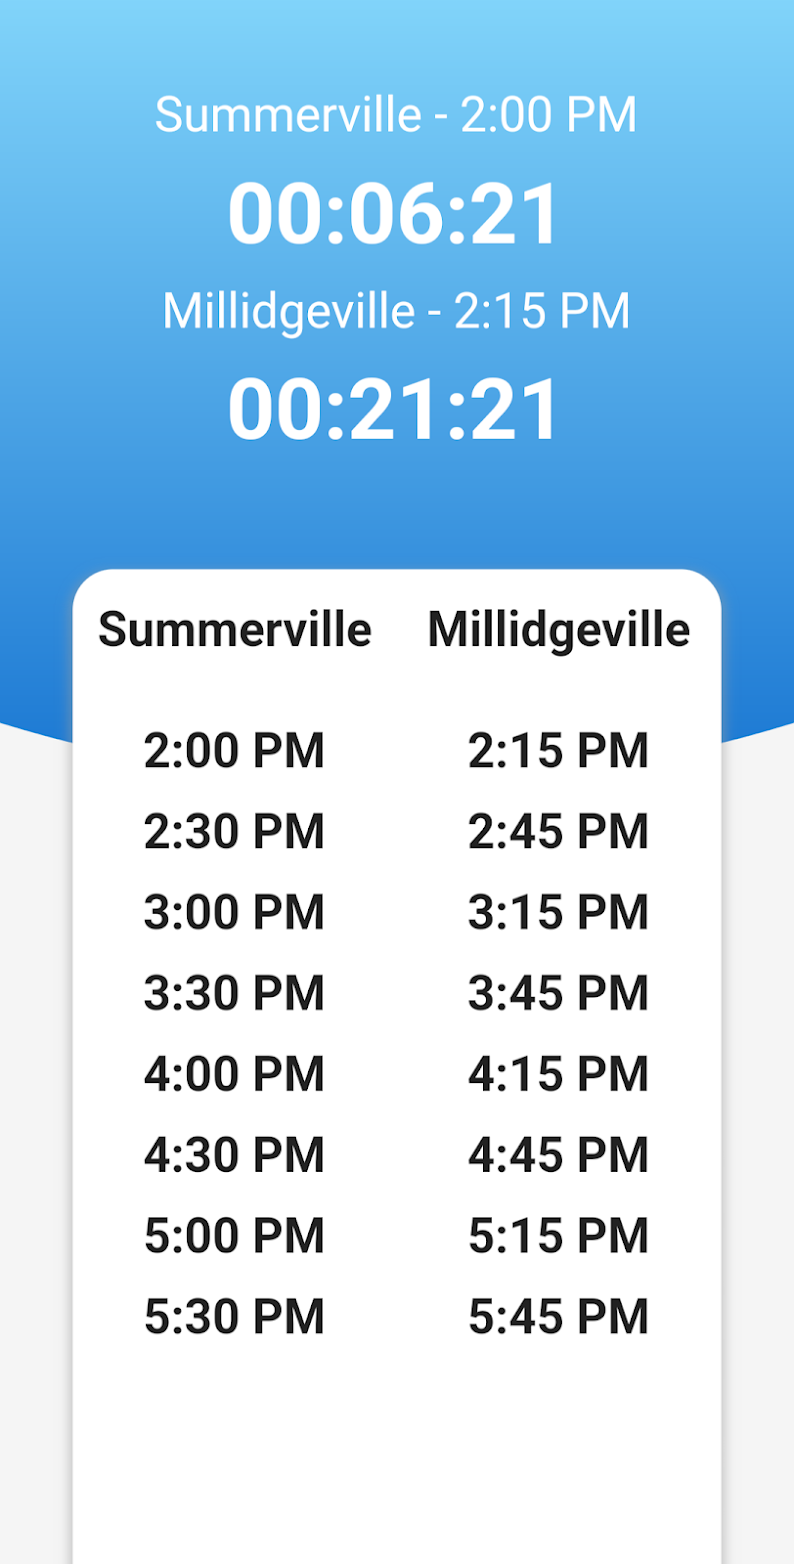 Summerville - 2:00 PM
00:06:21
Millidgeville - 2:15 PM
00:21:21
Summerville Millidgeville
2:00 PM 2:15 PM
2:30 PM 2:45 PM
3:00 PM 3:15 PM
3:30 PM 3:45 PM
4:00 PM 4:15 PM
4:30 PM 4:45 PM
5:00 PM 5:15 PM
5:30 PM 5:45 PM